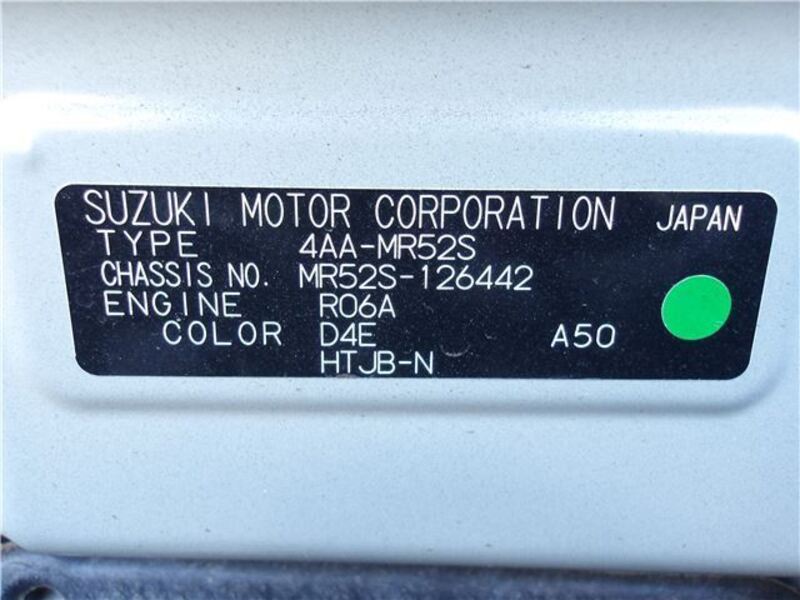 SUZUKI MOTOR CORPORATION JAPAN
TYPE 4AA-MR52S
CHASSIS NO. MR52S-126442
ENGINE R06A
COLOR D4E A50
HTJB-N